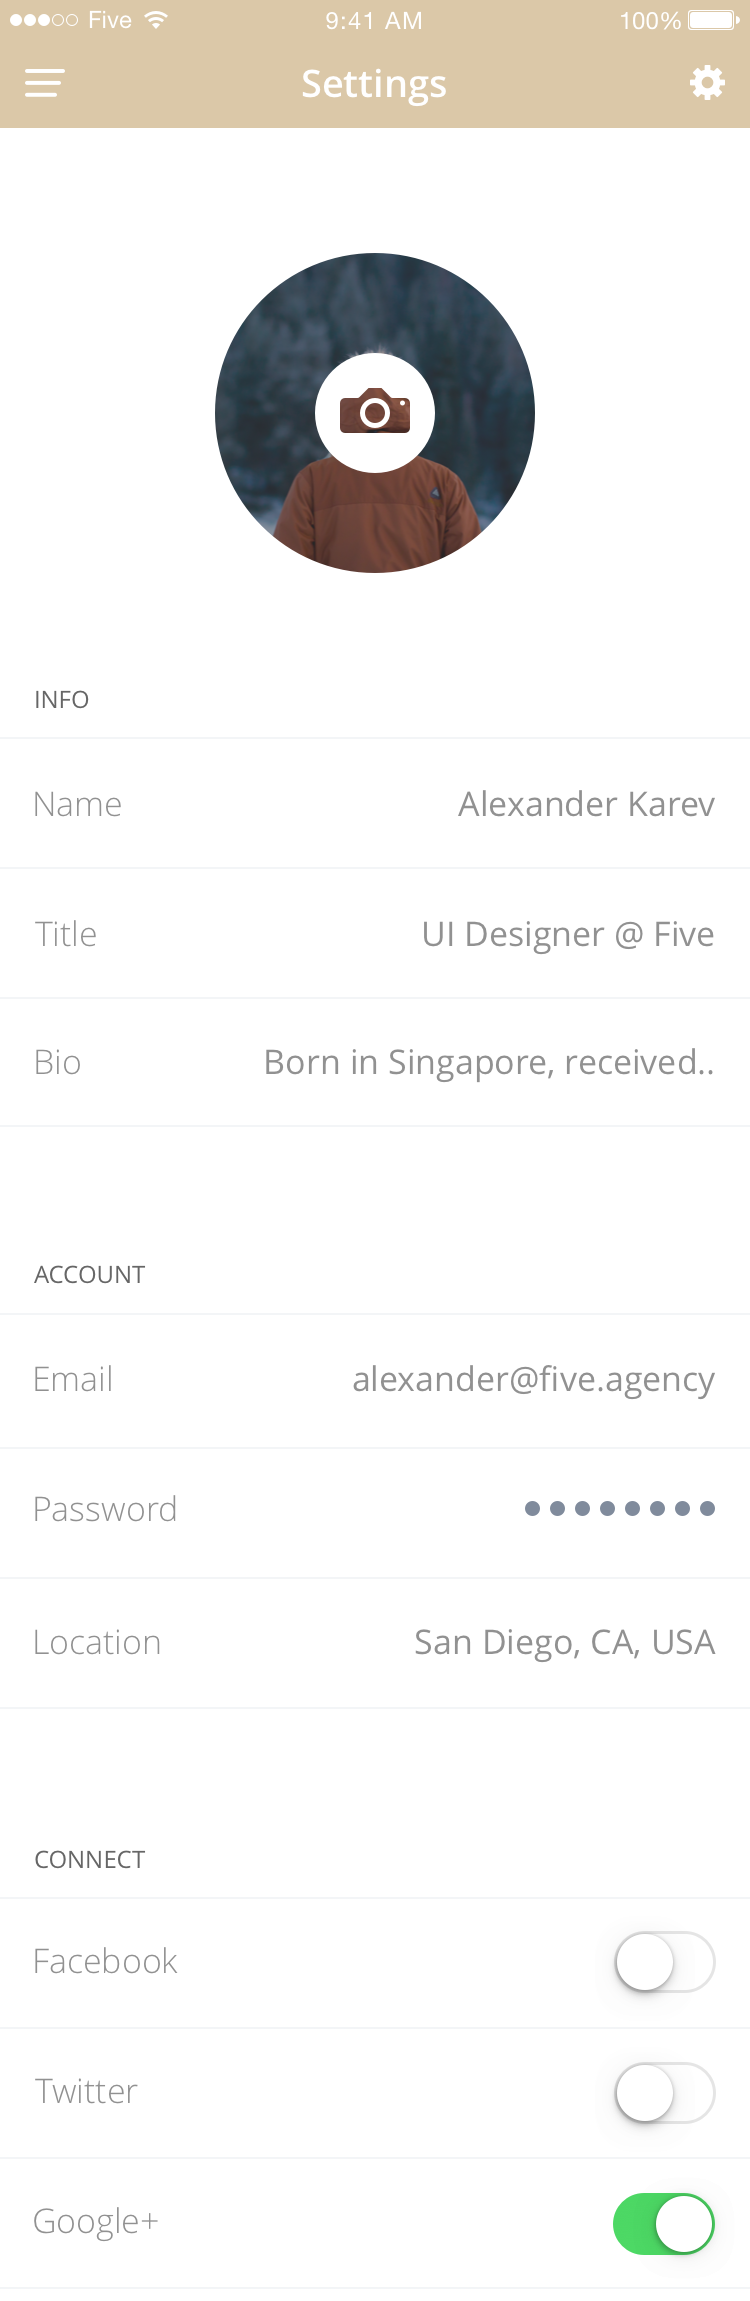 Five 9:41 AM 100%
Settings
INFO
Name Alexander Karev
Title UI Designer @ Five
Bio Born in Singapore, received..
ACCOUNT
Email alexander@five.agency
Password ••••••••
Location San Diego, CA, USA
CONNECT
Facebook
Twitter
Google+